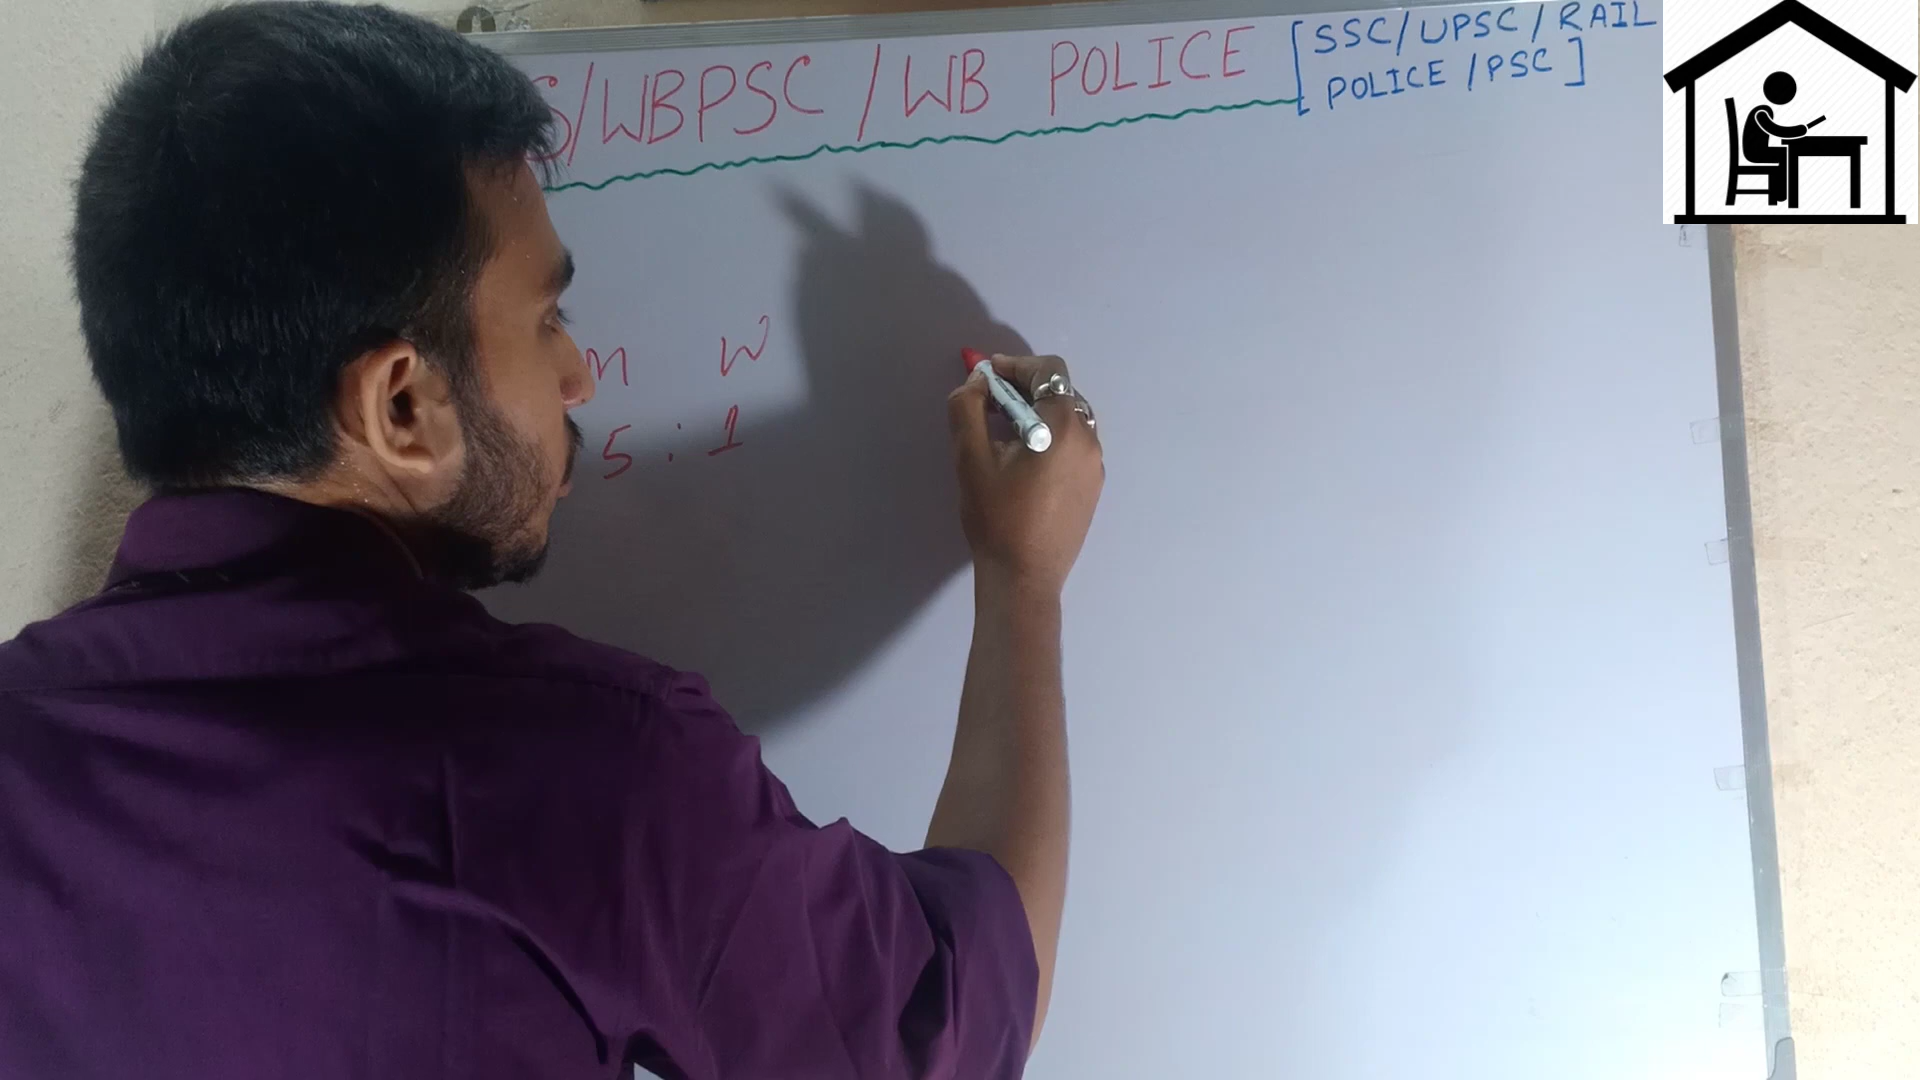 S/WBPSC / WB POLICE
[SSC/UPSC/RAIL
POLICE /PSC]
m W
5 : 1